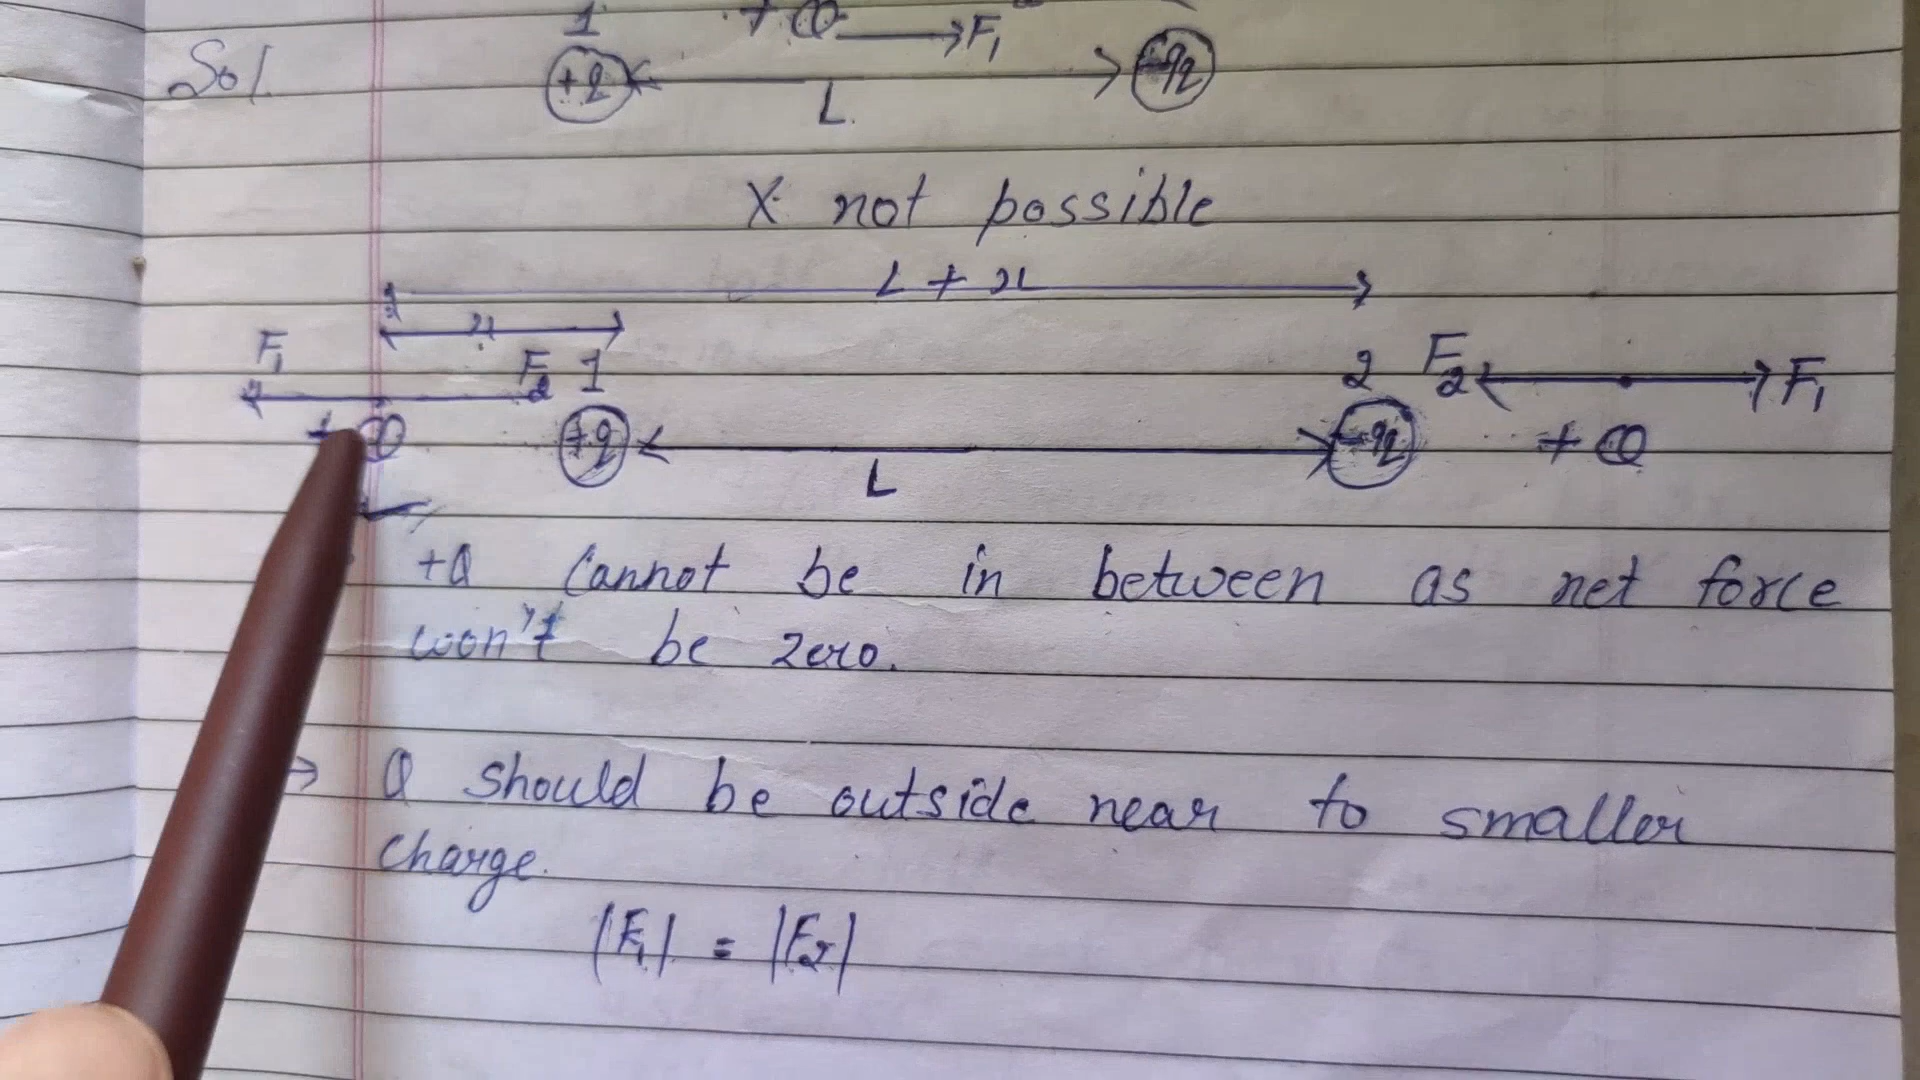 Sol.
1 +Q F1
+q L
X not possible
L + x
x
F1 F2 1 2 F2 F1
+Q +q L +Q
+Q cannot be in between as net force
won't be zero.
→ Q should be outside near to smaller
charge.
|F1| = |F2|